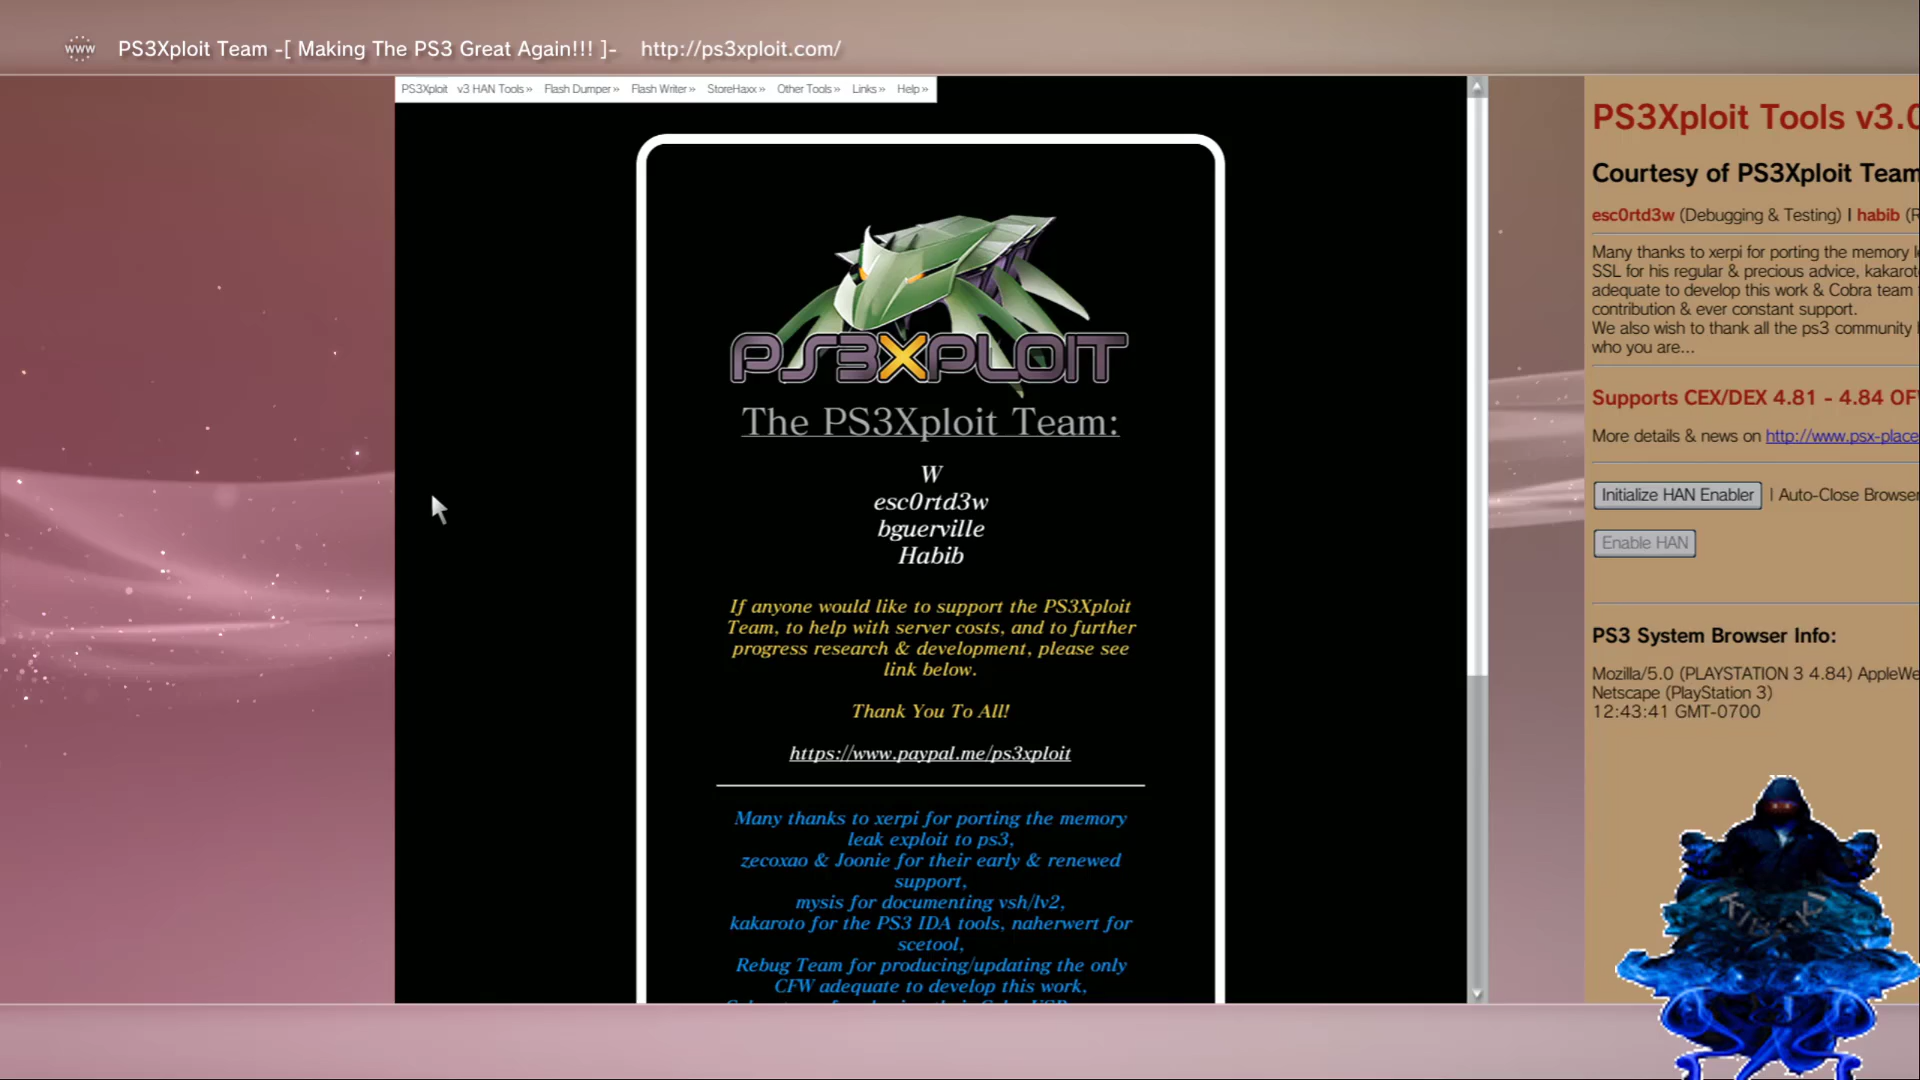 PS3Xploit Team -[ Making The PS3 Great Again!!! ]- http://ps3xploit.com/
PS3Xploit v3 HAN Tools » Flash Dumper » Flash Writer » StoreHaxx » Other Tools » Links » Help »
PS3XPLOIT
The PS3Xploit Team:
W
esc0rtd3w
bguerville
Habib
If anyone would like to support the PS3Xploit
Team, to help with server costs, and to further
progress research & development, please see
link below.
Thank You To All!
https://www.paypal.me/ps3xploit
Many thanks to xerpi for porting the memory
leak exploit to ps3,
zecoxao & Joonie for their early & renewed
support,
mysis for documenting vsh/lv2,
kakaroto for the PS3 IDA tools, naherwert for
scetool,
Rebug Team for producing/updating the only
CFW adequate to develop this work,
PS3Xploit Tools v3.0
Courtesy of PS3Xploit Team
esc0rtd3w (Debugging & Testing) | habib (R
Many thanks to xerpi for porting the memory
SSL for his regular & precious advice, kakarot
adequate to develop this work & Cobra team
contribution & ever constant support.
We also wish to thank all the ps3 community
who you are...
Supports CEX/DEX 4.81 - 4.84 OF
More details & news on http://www.psx-place
Initialize HAN Enabler | Auto-Close Browser
Enable HAN
PS3 System Browser Info:
Mozilla/5.0 (PLAYSTATION 3 4.84) AppleWe
Netscape (PlayStation 3)
12:43:41 GMT-0700